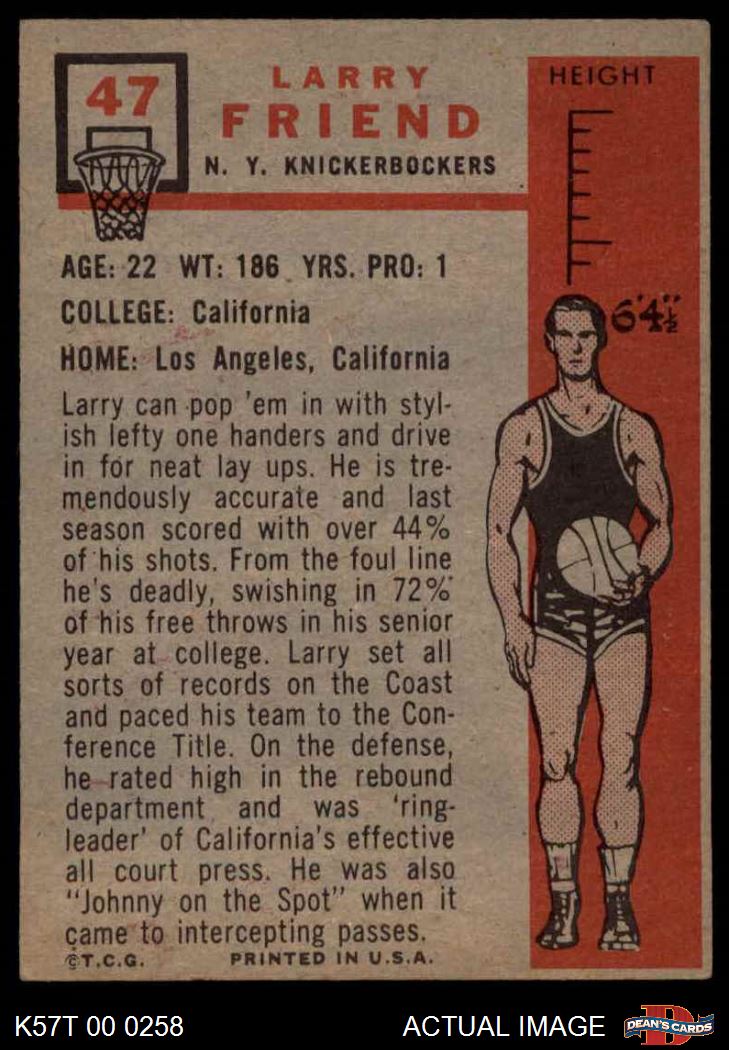 47
LARRY
FRIEND
N. Y. KNICKERBOCKERS
HEIGHT
6'4½"
AGE: 22 WT: 186 YRS. PRO: 1
COLLEGE: California
HOME: Los Angeles, California
Larry can pop 'em in with styl-
ish lefty one handers and drive
in for neat lay ups. He is tre-
mendously accurate and last
season scored with over 44%
of his shots. From the foul line
he's deadly, swishing in 72%
of his free throws in his senior
year at college. Larry set all
sorts of records on the Coast
and paced his team to the Con-
ference Title. On the defense,
he rated high in the rebound
department and was 'ring-
leader' of California's effective
all court press. He was also
"Johnny on the Spot" when it
came to intercepting passes.
©T.C.G. PRINTED IN U.S.A.
K57T 00 0258
ACTUAL IMAGE
D
DEAN'S CARDS